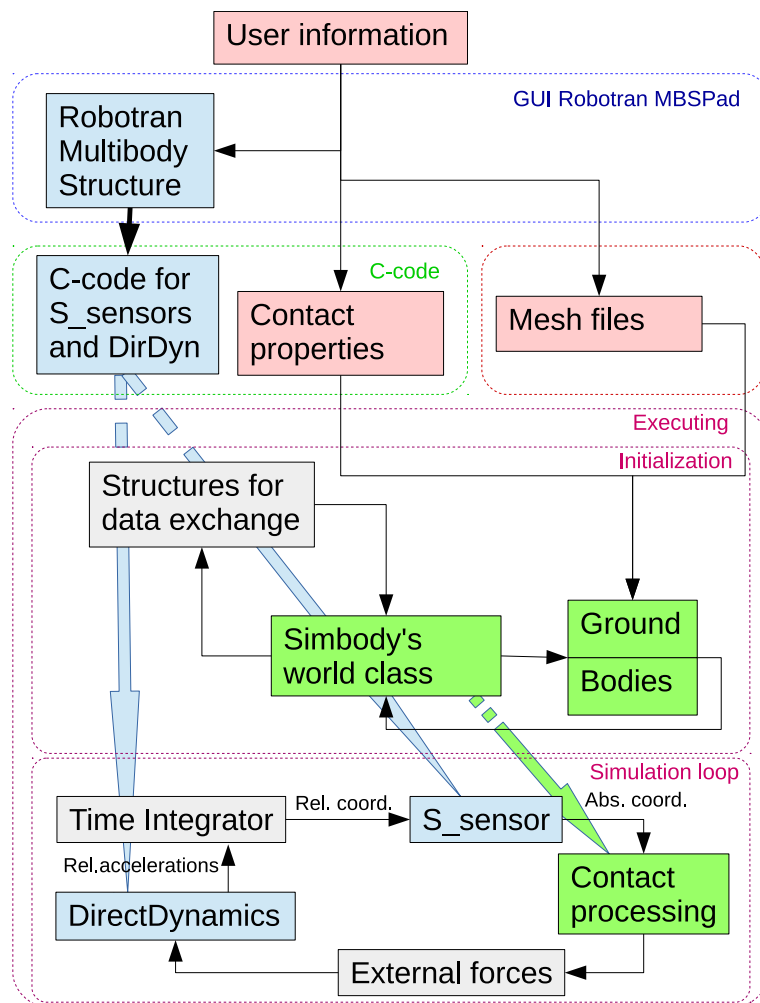 User information
GUI Robotran MBSPad
Robotran
Multibody
Structure
C-code
C-code for
S_sensors
and DirDyn
Contact
properties
Mesh files
Executing
Initialization
Structures for
data exchange
Simbody's
world class
Ground
Bodies
Simulation loop
Rel. coord.
Abs. coord.
Time Integrator
S_sensor
Rel.accelerations
Contact
processing
DirectDynamics
External forces